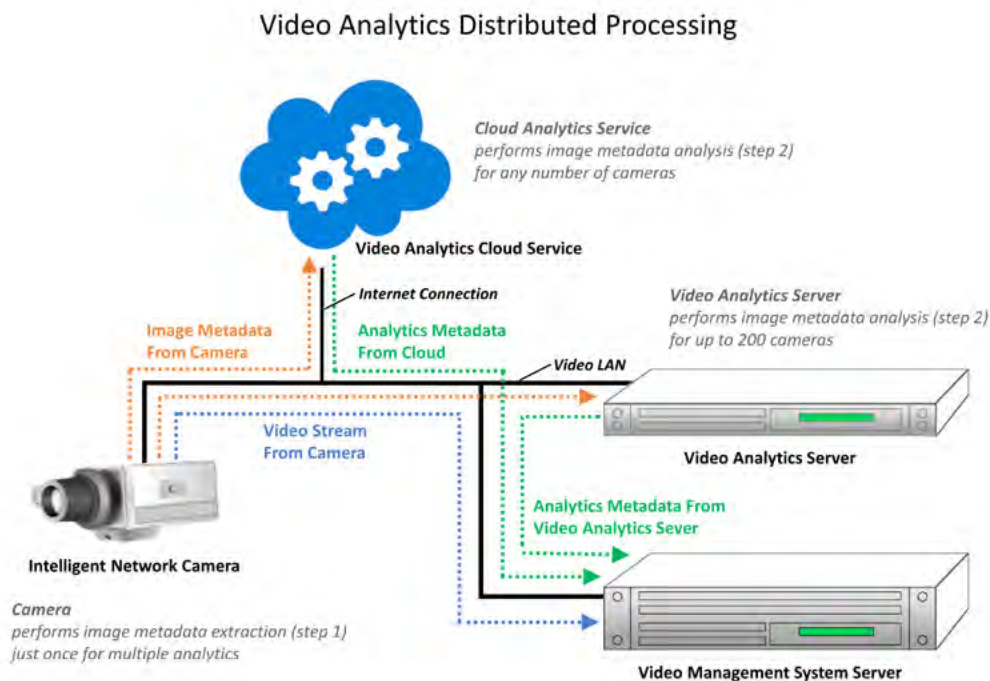 Video Analytics Distributed Processing
Cloud Analytics Service
performs image metadata analysis (step 2)
for any number of cameras
Video Analytics Cloud Service
Internet Connection
Image Metadata
From Camera
Analytics Metadata
From Cloud
Video Analytics Server
performs image metadata analysis (step 2)
for up to 200 cameras
Video LAN
Video Stream
From Camera
Video Analytics Server
Analytics Metadata From
Video Analytics Sever
Intelligent Network Camera
Camera
performs image metadata extraction (step 1)
just once for multiple analytics
Video Management System Server